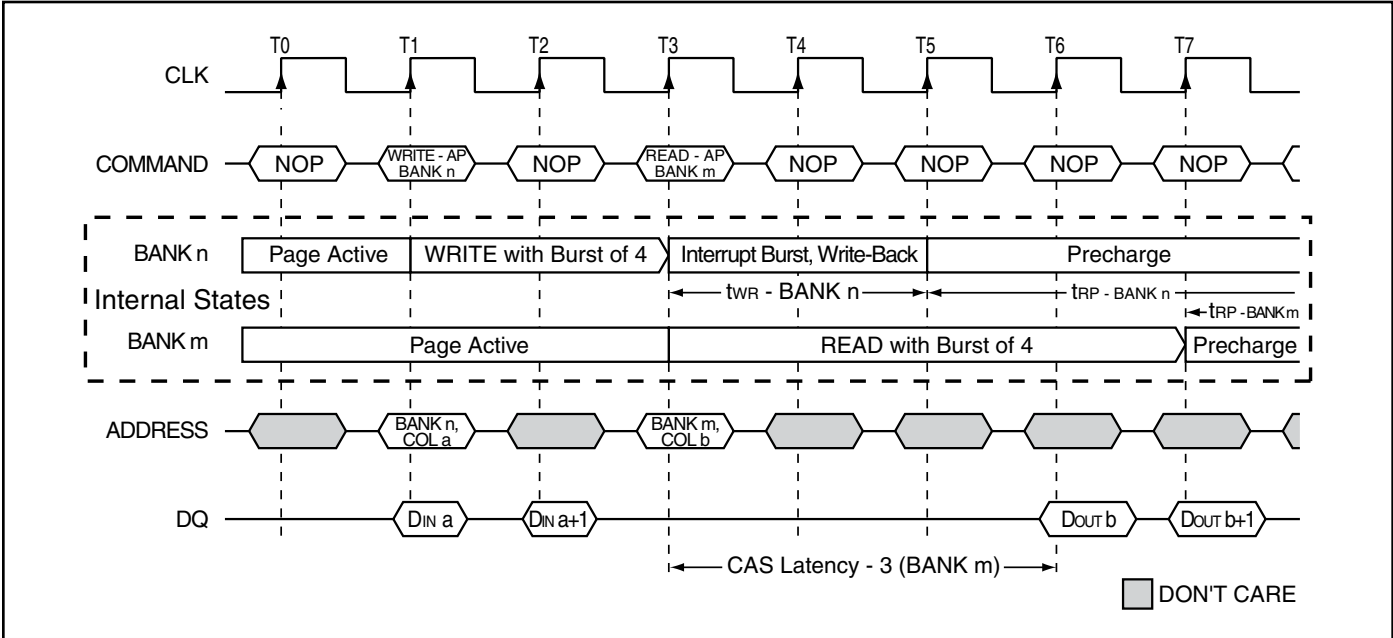 T0 T1 T2 T3 T4 T5 T6 T7
CLK
COMMAND NOP WRITE - AP BANK n NOP READ - AP BANK m NOP NOP NOP NOP
BANK n Page Active WRITE with Burst of 4 Interrupt Burst, Write-Back Precharge
Internal States tWR - BANK n tRP - BANK n
tRP - BANK m
BANK m Page Active READ with Burst of 4 Precharge
ADDRESS BANK n, COL a BANK m, COL b
DQ DIN a DIN a+1 DOUT b DOUT b+1
CAS Latency - 3 (BANK m)
DON'T CARE